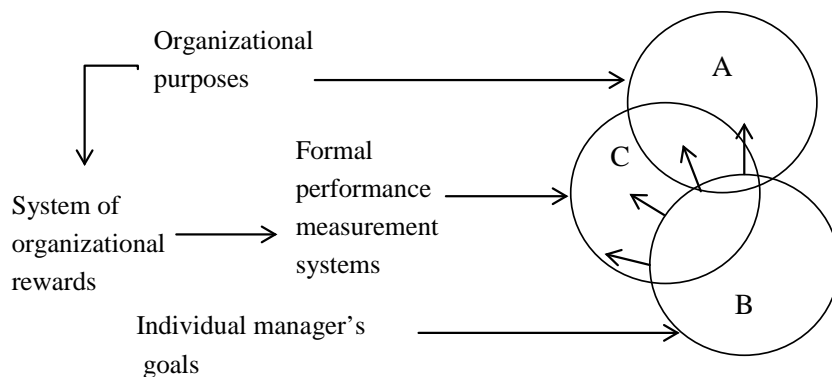 Organizational
purposes
A
C
Formal
performance
measurement
systems
System of
organizational
rewards
B
Individual manager’s
goals